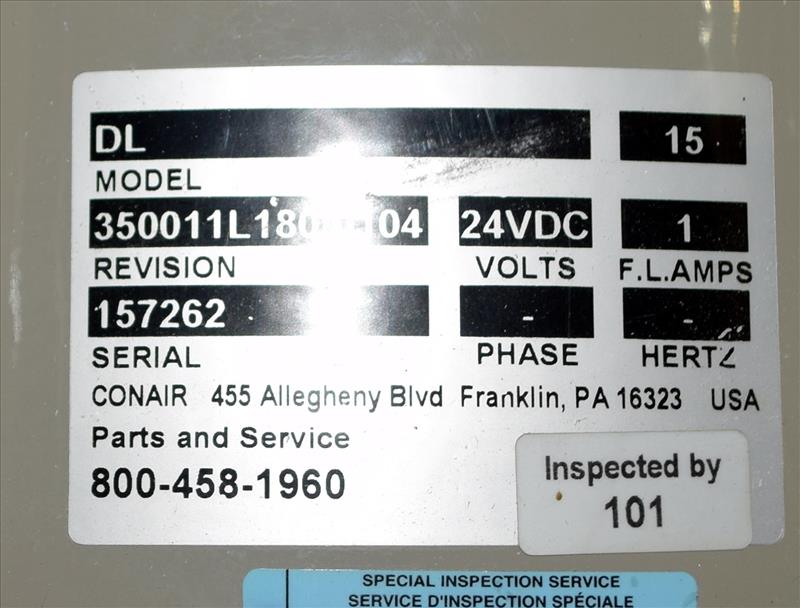 DL 15
MODEL
24VDC 1
REVISION VOLTS F.L.AMPS
157262 - -
SERIAL PHASE HERTZ
CONAIR 455 Allegheny Blvd Franklin, PA 16323 USA
Parts and Service
800-458-1960
Inspected by
101
SPECIAL INSPECTION SERVICE
SERVICE D'INSPECTION SPÉCIALE